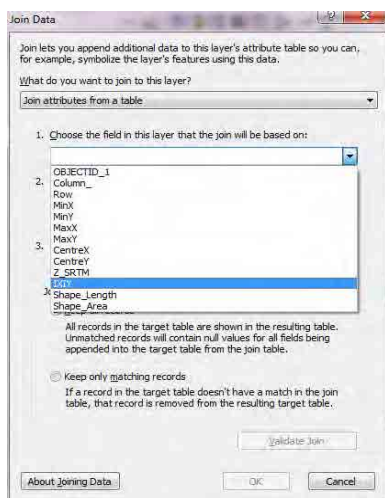 Join Data
Join lets you append additional data to this layer's attribute table so you can,
for example, symbolize the layer's features using this data.
What do you want to join to this layer?
Join attributes from a table
1. Choose the field in this layer that the join will be based on:
OBJECTID_1
2. Column_
Row
MinX
MinY
MaxX
MaxY
3. CentreX
CentreY
Z_SRTM
Shape_Length
Shape_Area
All records in the target table are shown in the resulting table.
Unmatched records will contain null values for all fields being
appended into the target table from the join table.
Keep only matching records
If a record in the target table doesn't have a match in the join
table, that record is removed from the resulting target table.
Validate Join
About Joining Data
OK
Cancel